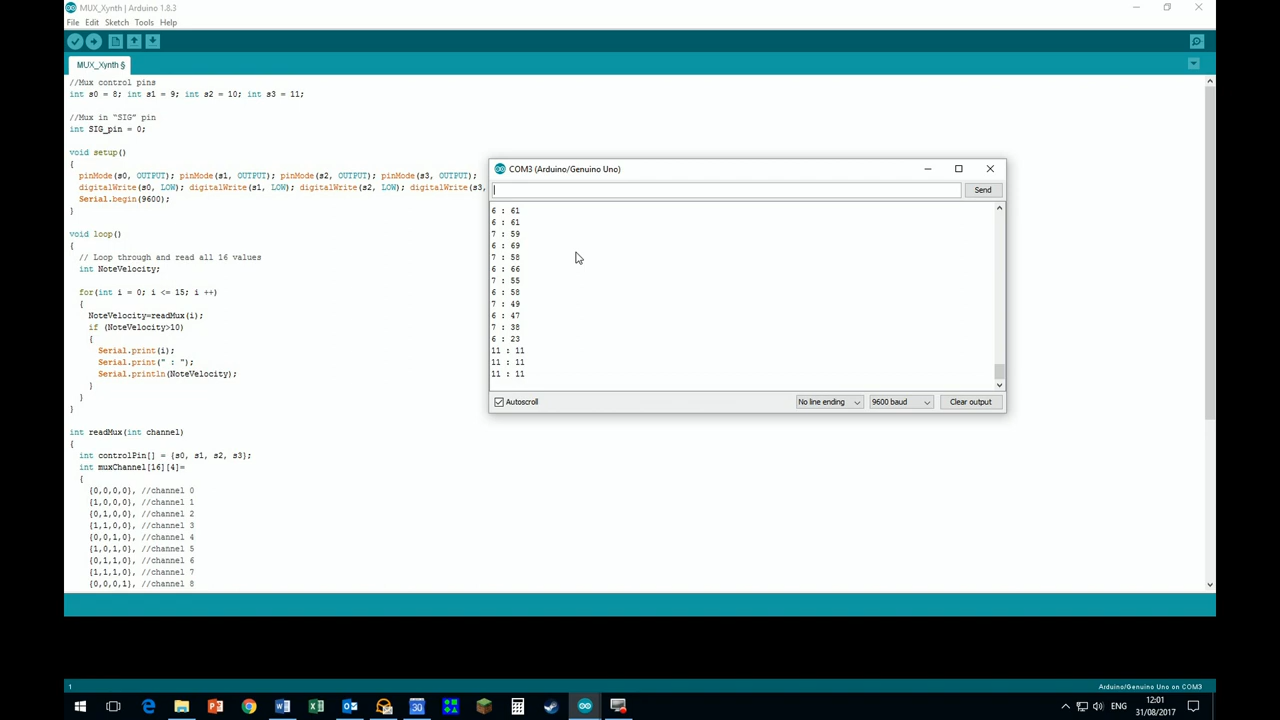 MUX_Xynth | Arduino 1.8.3
File Edit Sketch Tools Help
MUX_Xynth §
//Mux control pins
int s0 = 8; int s1 = 9; int s2 = 10; int s3 = 11;
//Mux in "SIG" pin
int SIG_pin = 0;
void setup()
{
pinMode(s0, OUTPUT); pinMode(s1, OUTPUT); pinMode(s2, OUTPUT); pinMode(s3, OUTPUT);
digitalWrite(s0, LOW); digitalWrite(s1, LOW); digitalWrite(s2, LOW); digitalWrite(s3,
Serial.begin(9600);
}
void loop()
{
// Loop through and read all 16 values
int NoteVelocity;
for(int i = 0; i <= 15; i ++)
{
NoteVelocity=readMux(i);
if (NoteVelocity>10)
{
Serial.print(i);
Serial.print(" : ");
Serial.println(NoteVelocity);
}
}
}
int readMux(int channel)
{
int controlPin[] = {s0, s1, s2, s3};
int muxChannel[16][4]=
{
{0,0,0,0}, //channel 0
{1,0,0,0}, //channel 1
{0,1,0,0}, //channel 2
{1,1,0,0}, //channel 3
{0,0,1,0}, //channel 4
{1,0,1,0}, //channel 5
{0,1,1,0}, //channel 6
{1,1,1,0}, //channel 7
{0,0,0,1}, //channel 8
COM3 (Arduino/Genuino Uno)
Send
6 : 61
6 : 61
7 : 59
6 : 69
7 : 58
6 : 66
7 : 55
6 : 58
7 : 49
6 : 47
7 : 38
6 : 23
11 : 11
11 : 11
11 : 11
Autoscroll
No line ending
9600 baud
Clear output
1
Arduino/Genuino Uno on COM3
30
ENG
12:01
31/08/2017